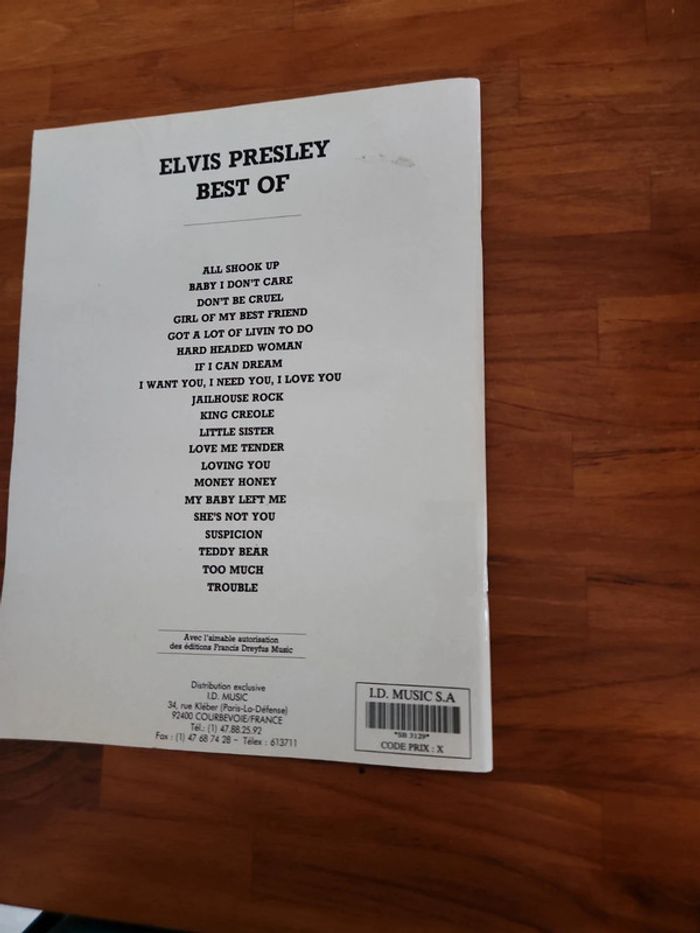 ELVIS PRESLEY
BEST OF
ALL SHOOK UP
BABY I DON'T CARE
DON'T BE CRUEL
GIRL OF MY BEST FRIEND
GOT A LOT OF LIVIN TO DO
HARD HEADED WOMAN
IF I CAN DREAM
I WANT YOU, I NEED YOU, I LOVE YOU
JAILHOUSE ROCK
KING CREOLE
LITTLE SISTER
LOVE ME TENDER
LOVING YOU
MONEY HONEY
MY BABY LEFT ME
SHE'S NOT YOU
SUSPICION
TEDDY BEAR
TOO MUCH
TROUBLE
Avec l'aimable autorisation
des éditions Francis Dreyfus Music
Distribution exclusive
I.D. MUSIC
34, rue Kléber (Paris-La-Défense)
92400 COURBEVOIE/FRANCE
Tél.: (1) 47.88.25.92
Fax : (1) 47 68 74 28 - Télex : 613711
I.D. MUSIC S.A
*SB 3129*
CODE PRIX : X